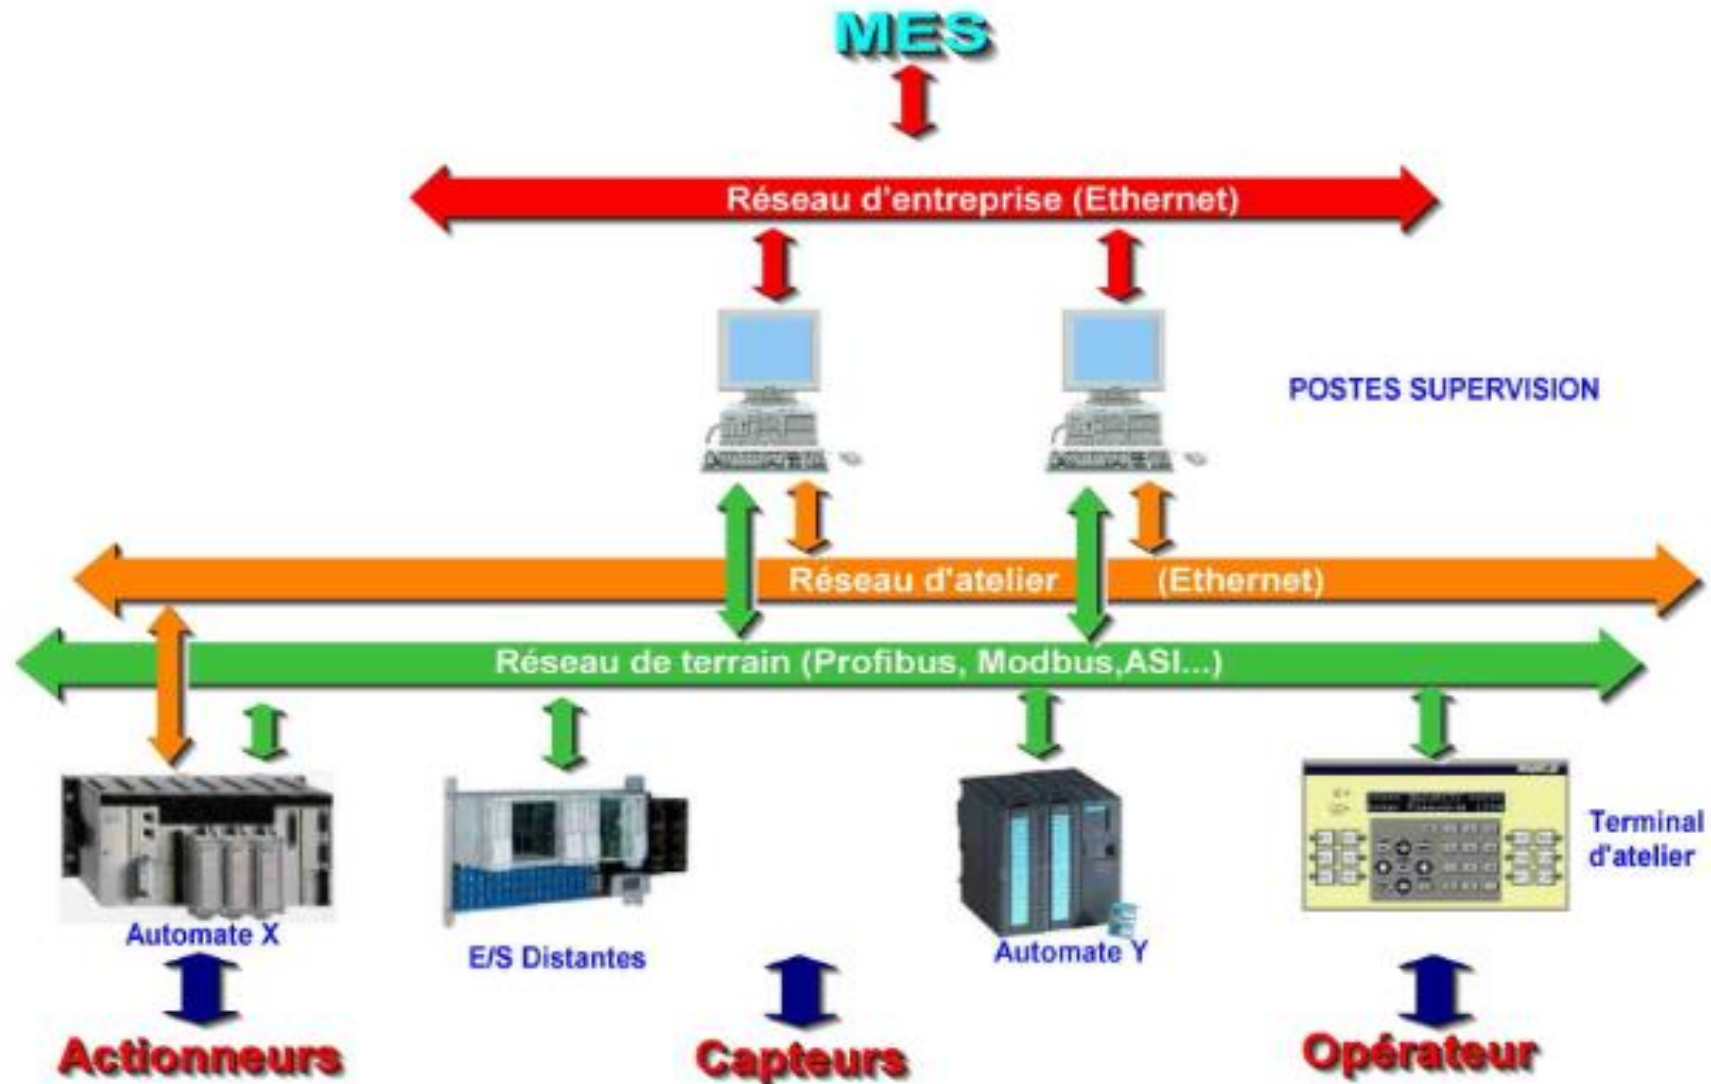 MES
Réseau d'entreprise (Ethernet)
POSTES SUPERVISION
Réseau d'atelier (Ethernet)
Réseau de terrain (Profibus, Modbus,ASI...)
Terminal
d'atelier
Automate X
E/S Distantes
Automate Y
Actionneurs
Capteurs
Opérateur